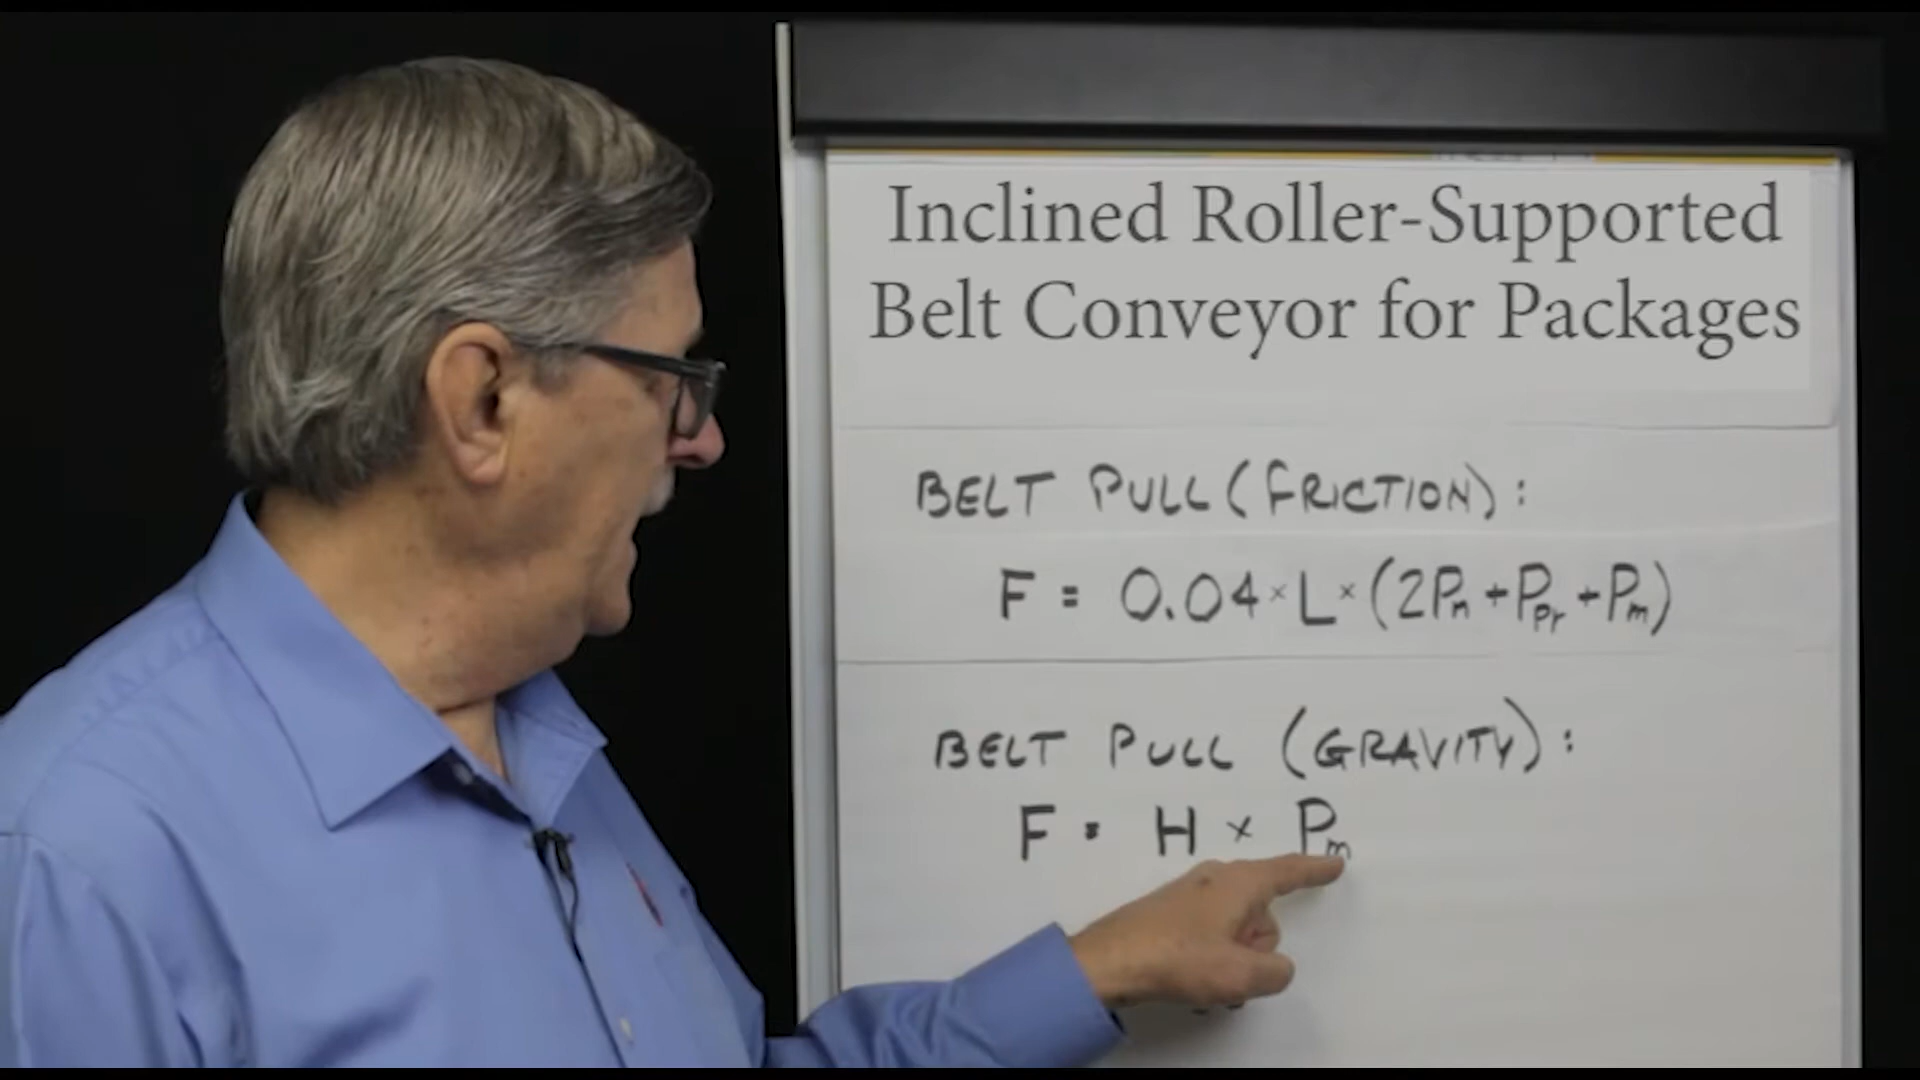 Inclined Roller-Supported
Belt Conveyor for Packages
BELT PULL (FRICTION):
F = 0.04 × L × (2Pn + Ppr + Pm)
BELT PULL (GRAVITY):
F = H × Pm